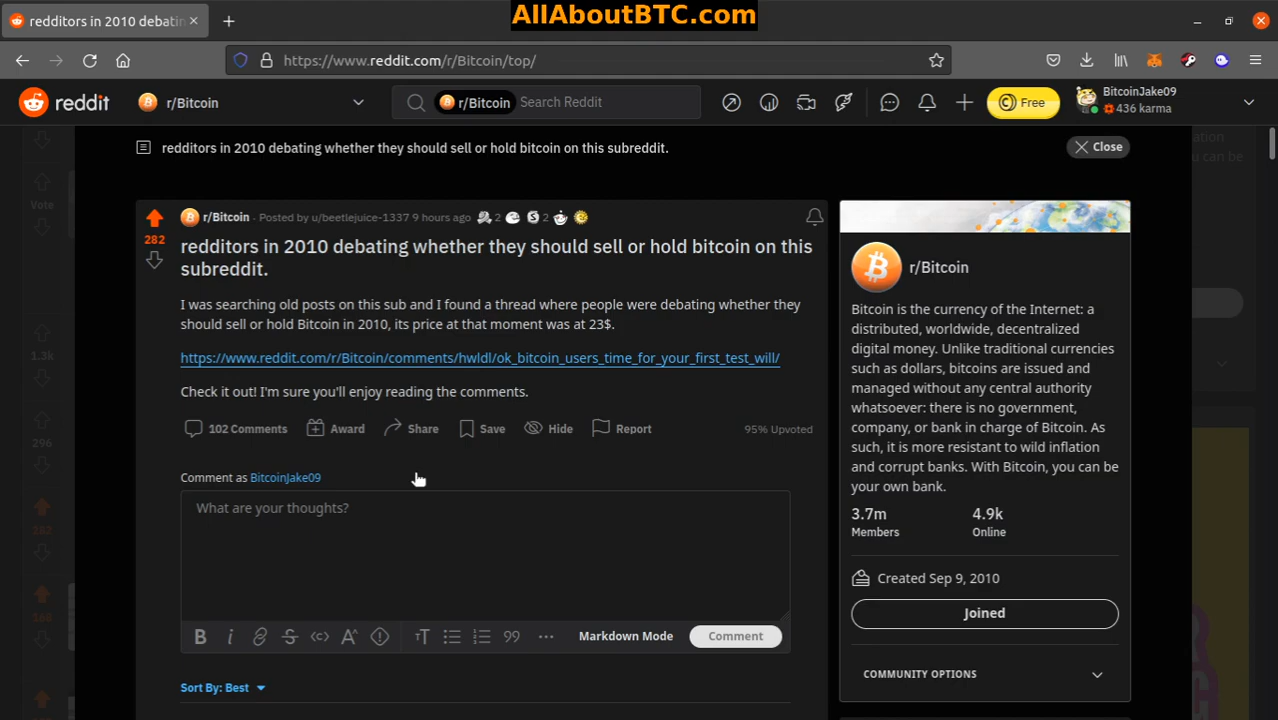 AllAboutBTC.com
redditors in 2010 debatin
https://www.reddit.com/r/Bitcoin/top/
reddit
r/Bitcoin
r/Bitcoin Search Reddit
Free
BitcoinJake09
436 karma
redditors in 2010 debating whether they should sell or hold bitcoin on this subreddit.
Close
Vote
1.3k
296
282
168
282
r/Bitcoin · Posted by u/beetlejuice-1337 9 hours ago 2 S 2
redditors in 2010 debating whether they should sell or hold bitcoin on this
subreddit.
I was searching old posts on this sub and I found a thread where people were debating whether they
should sell or hold Bitcoin in 2010, its price at that moment was at 23$.
https://www.reddit.com/r/Bitcoin/comments/hwldl/ok_bitcoin_users_time_for_your_first_test_will/
Check it out! I'm sure you'll enjoy reading the comments.
102 Comments Award Share Save Hide Report 95% Upvoted
Comment as BitcoinJake09
What are your thoughts?
Markdown Mode
Comment
Sort By: Best
r/Bitcoin
Bitcoin is the currency of the Internet: a
distributed, worldwide, decentralized
digital money. Unlike traditional currencies
such as dollars, bitcoins are issued and
managed without any central authority
whatsoever: there is no government,
company, or bank in charge of Bitcoin. As
such, it is more resistant to wild inflation
and corrupt banks. With Bitcoin, you can be
your own bank.
3.7m 4.9k
Members Online
Created Sep 9, 2010
Joined
COMMUNITY OPTIONS